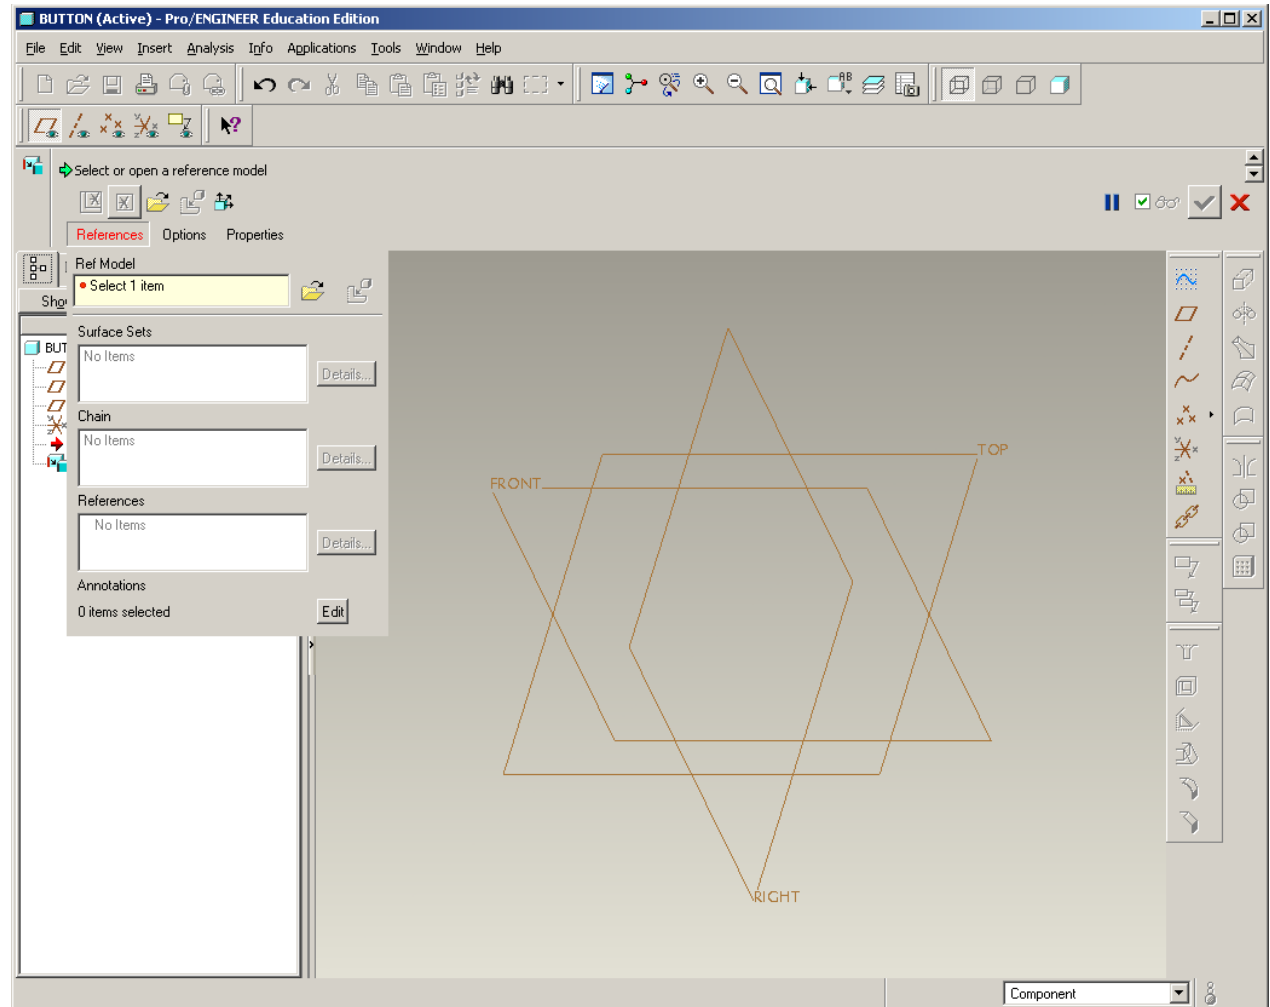 BUTTON (Active) - Pro/ENGINEER Education Edition
File Edit View Insert Analysis Info Applications Tools Window Help
Select or open a reference model
References Options Properties
Ref Model
Select 1 item
Surface Sets
No Items
Details...
Chain
No Items
Details...
References
No Items
Details...
Annotations
0 items selected
Edit
Sho
BUT
TOP
FRONT
RIGHT
Component